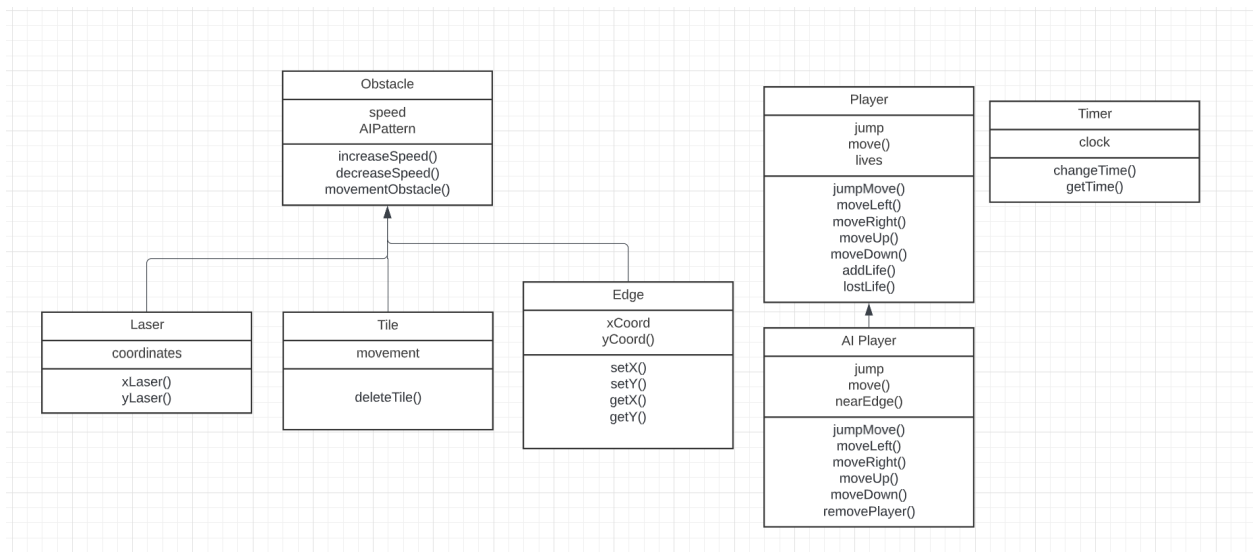 Obstacle
speed
AIPattern
increaseSpeed()
decreaseSpeed()
movementObstacle()
Player
jump
move()
lives
jumpMove()
moveLeft()
moveRight()
moveUp()
moveDown()
addLife()
lostLife()
Timer
clock
changeTime()
getTime()
Laser
coordinates
xLaser()
yLaser()
Tile
movement
deleteTile()
Edge
xCoord
yCoord()
setX()
setY()
getX()
getY()
AI Player
jump
move()
nearEdge()
jumpMove()
moveLeft()
moveRight()
moveUp()
moveDown()
removePlayer()